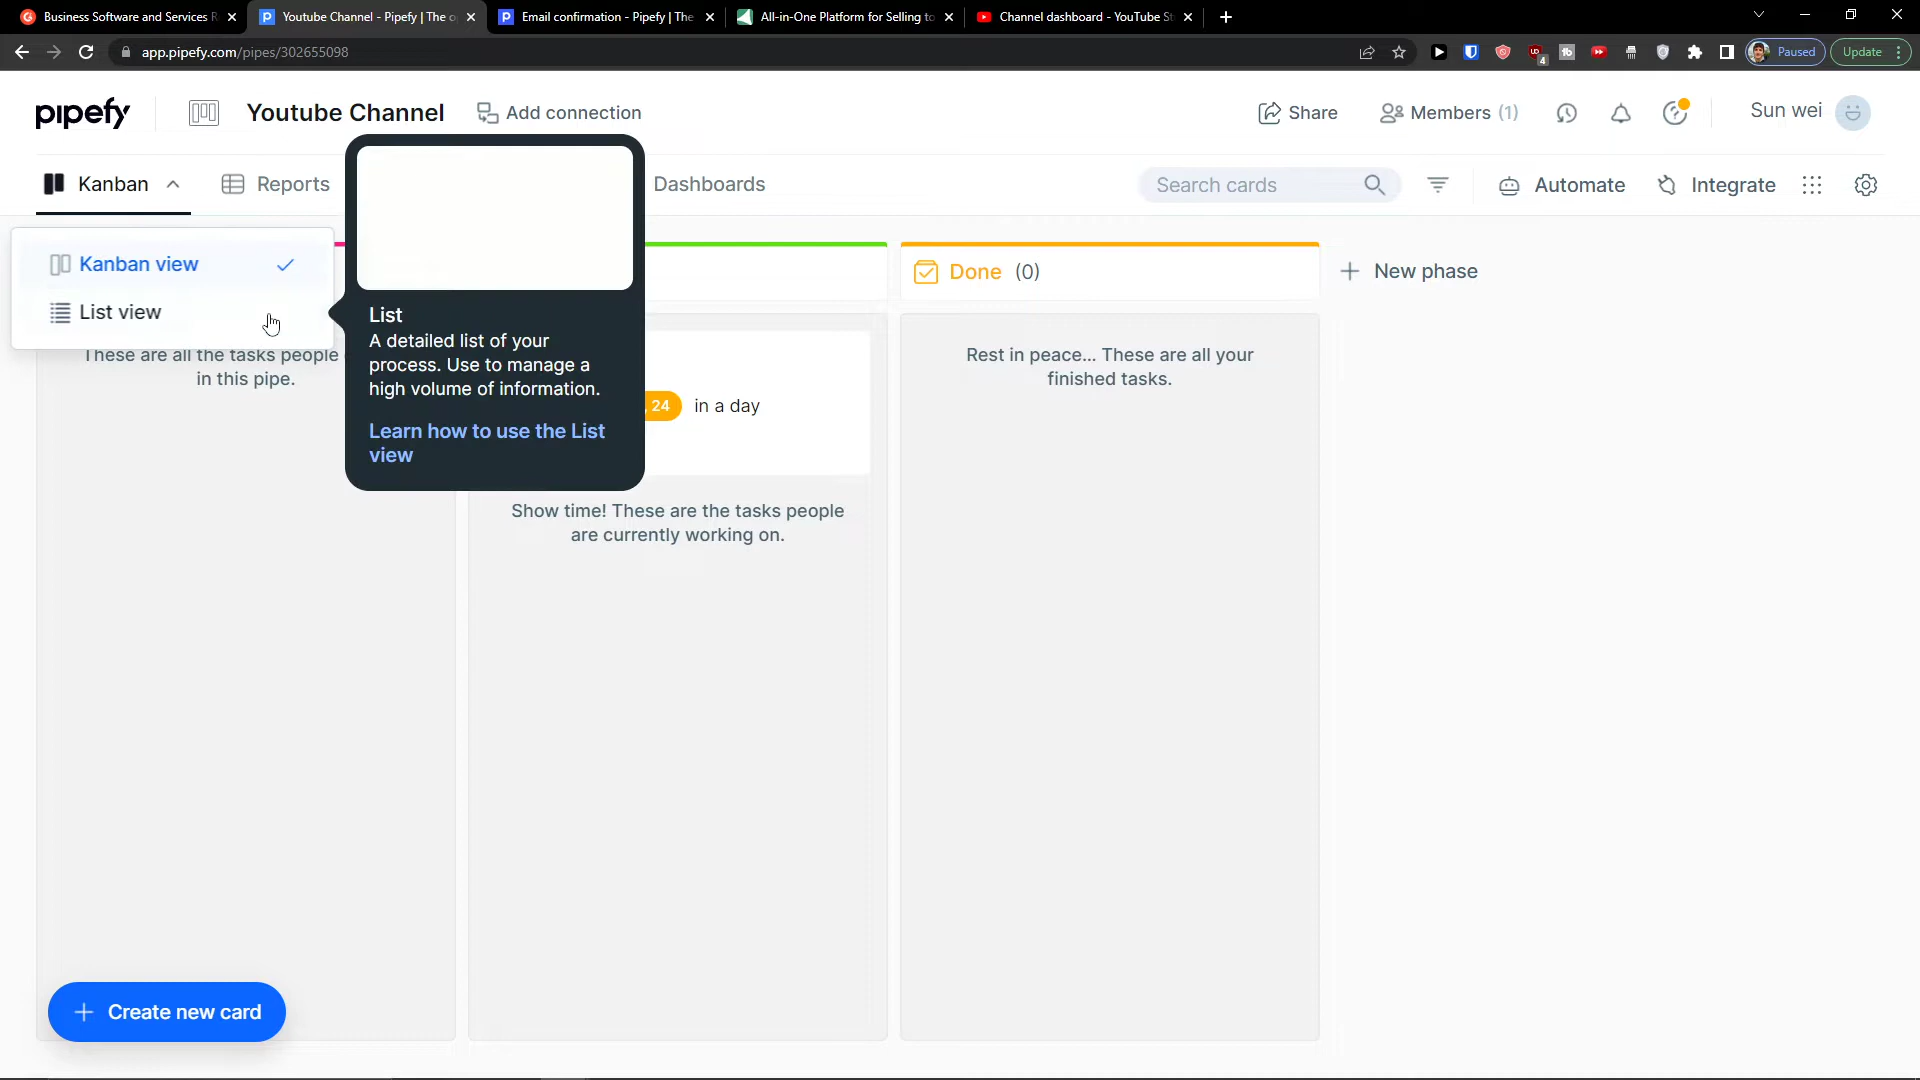 Business Software and Services R
Youtube Channel - Pipefy | The o
Email confirmation - Pipefy | The
All-in-One Platform for Selling to
Channel dashboard - YouTube St
app.pipefy.com/pipes/302655098
4
Paused
Update
pipefy
Youtube Channel
Add connection
Share
Members (1)
Sun wei
Kanban
Reports
Dashboards
Search cards
Automate
Integrate
Kanban view
List view
List
A detailed list of your
process. Use to manage a
high volume of information.
Learn how to use the List
view
Done (0)
New phase
These are all the tasks people
in this pipe.
, 24 in a day
Show time! These are the tasks people
are currently working on.
Rest in peace... These are all your
finished tasks.
Create new card